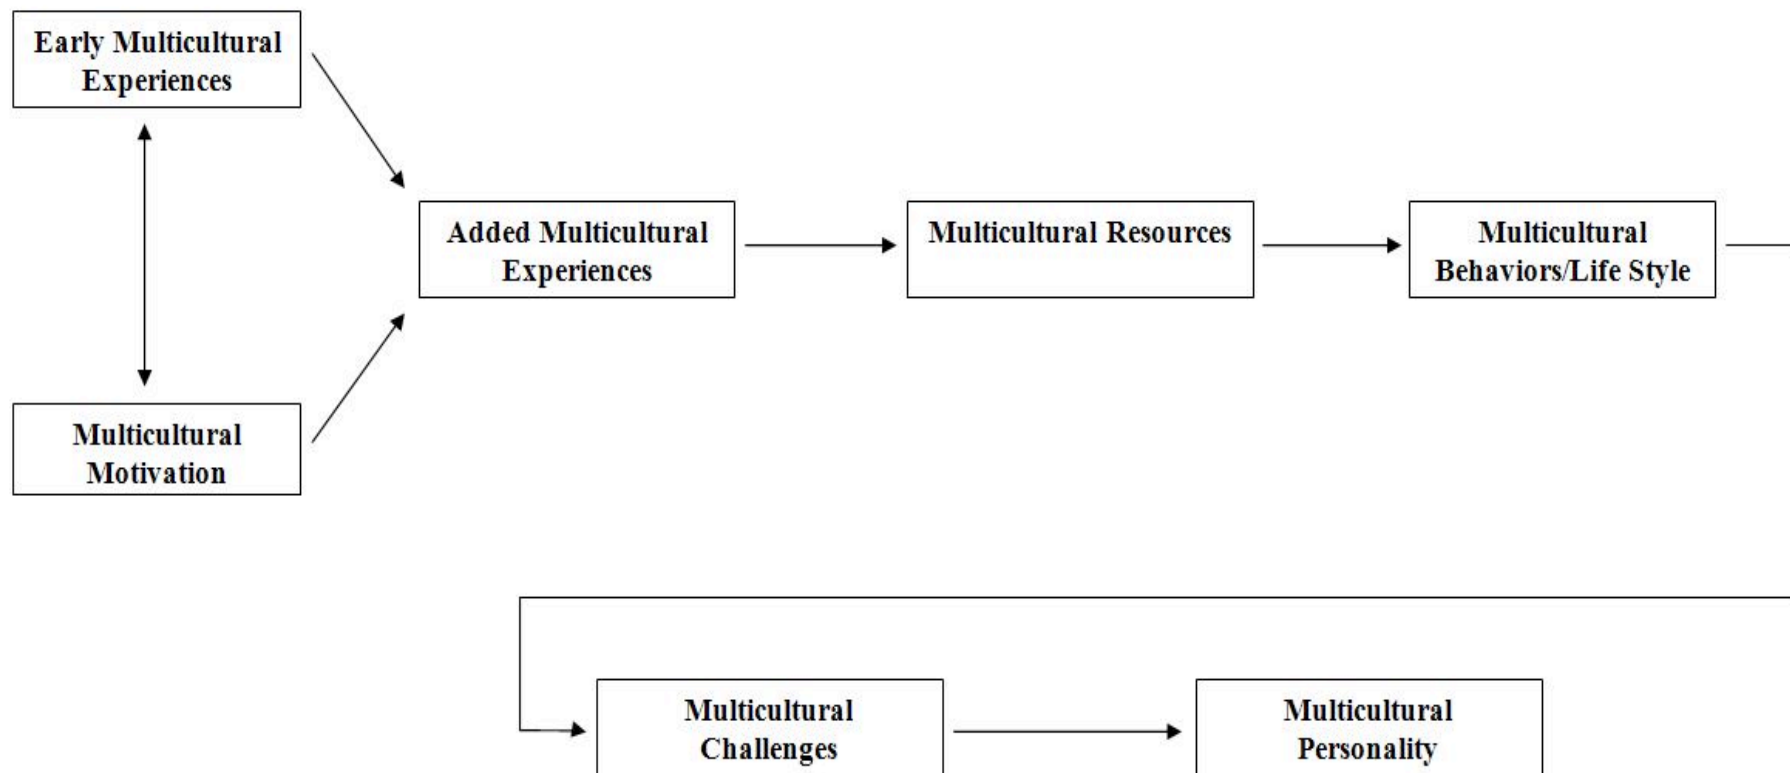 Early Multicultural
Experiences
Added Multicultural
Experiences
Multicultural Resources
Multicultural
Behaviors/Life Style
Multicultural
Motivation
Multicultural
Challenges
Multicultural
Personality